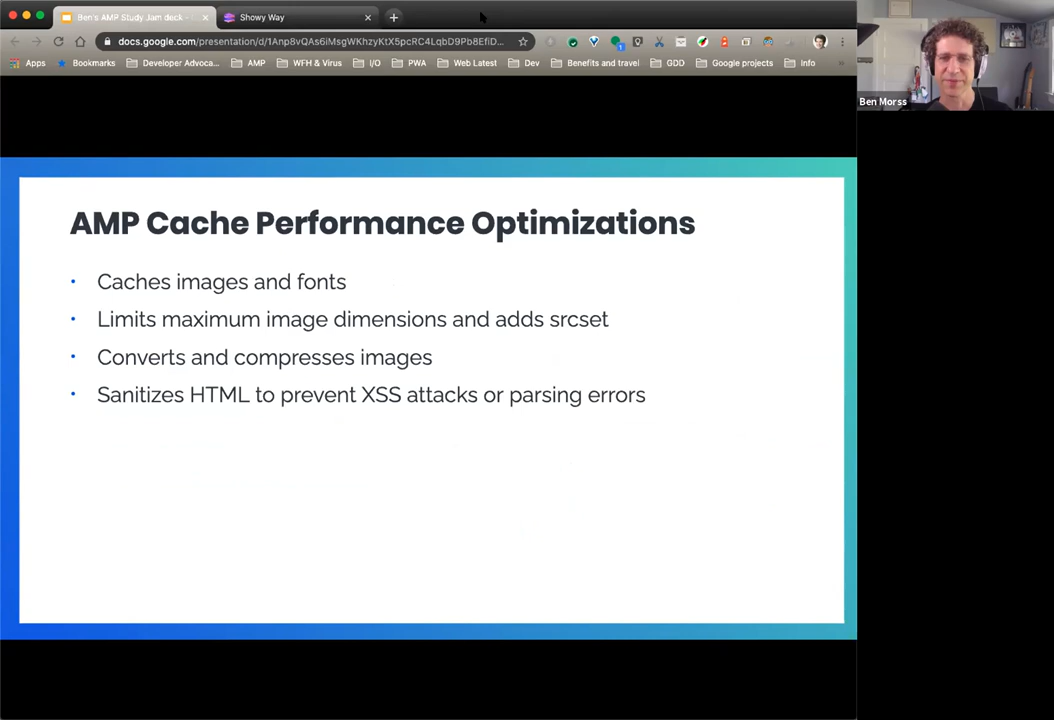 Ben's AMP Study Jam deck -
Showy Way
docs.google.com/presentation/d/1Anp8vQAs6iMsgWKhzyKtX5pcRC4LqbD9Pb8EfiD...
Apps
Bookmarks
Developer Advoca...
AMP
WFH & Virus
I/O
PWA
Web Latest
Dev
Benefits and travel
GDD
Google projects
Info
»
Ben Morss
AMP Cache Performance Optimizations
• Caches images and fonts
• Limits maximum image dimensions and adds srcset
• Converts and compresses images
• Sanitizes HTML to prevent XSS attacks or parsing errors